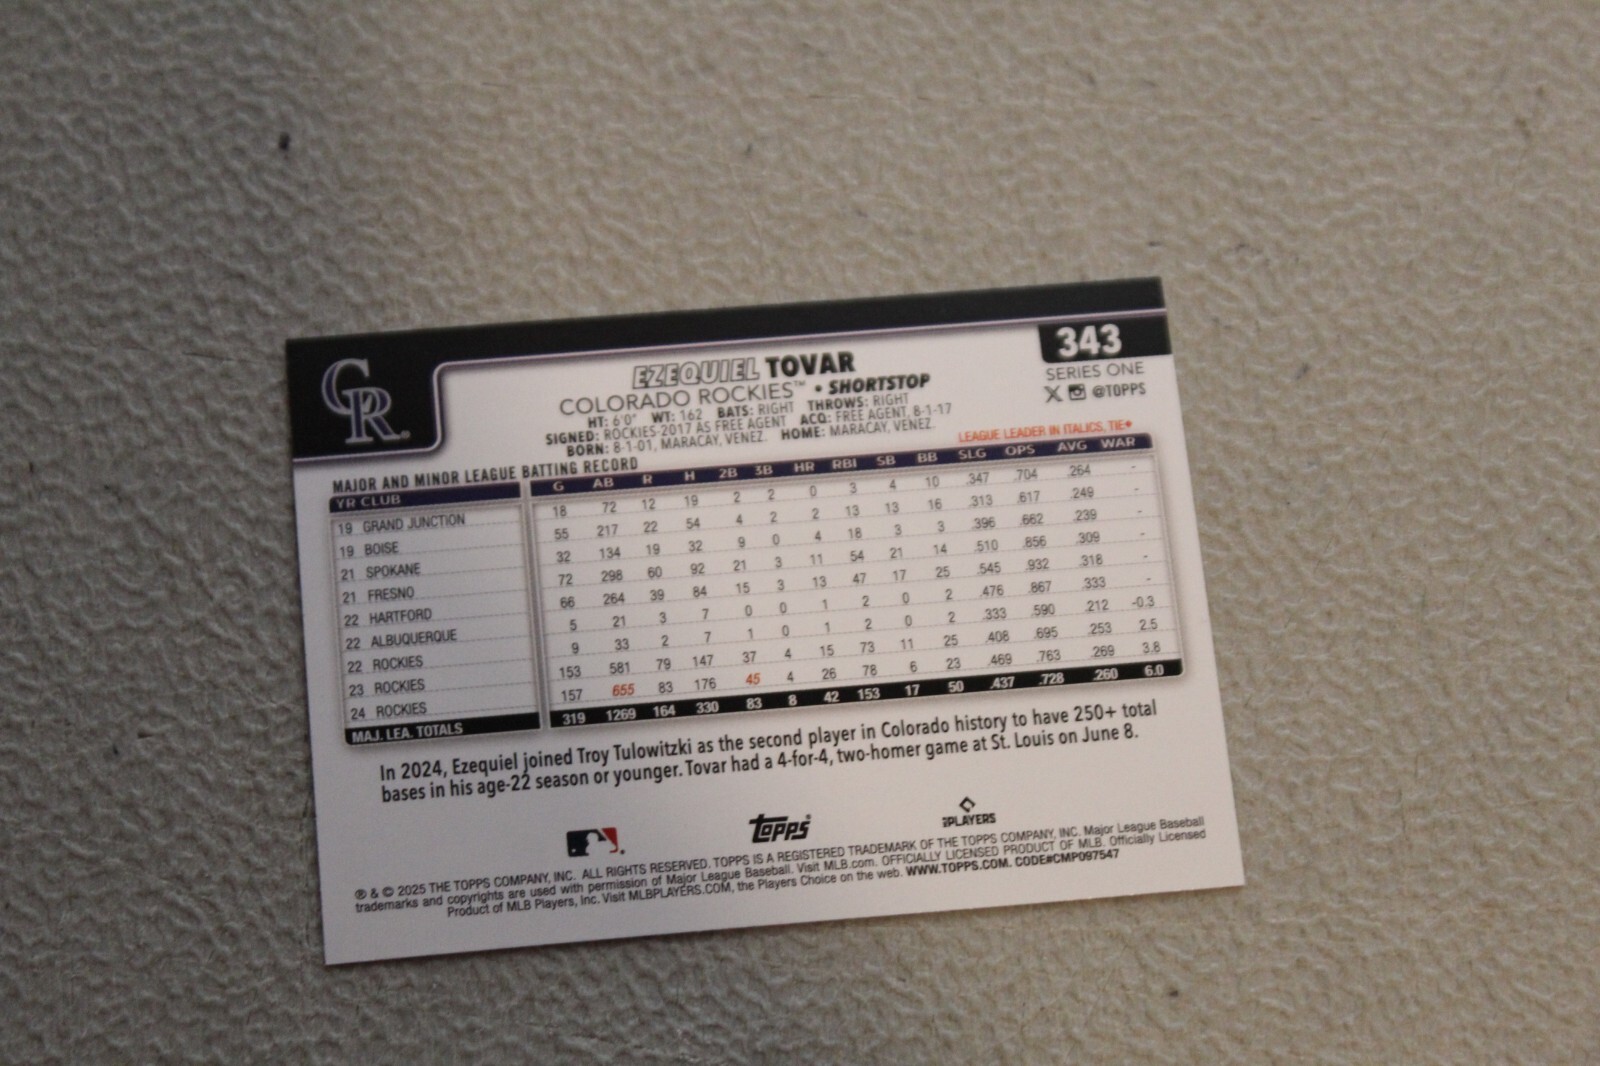 CR
343
SERIES ONE
@TOPPS
EZEQUIEL TOVAR
COLORADO ROCKIES™ • SHORTSTOP
HT: 6'0" WT: 162 BATS: RIGHT THROWS: RIGHT
SIGNED: ROCKIES-2017 AS FREE AGENT ACQ: FREE AGENT, 8-1-17
BORN: 8-1-01, MARACAY, VENEZ. HOME: MARACAY, VENEZ.
LEAGUE LEADER IN ITALICS, TIE♦
MAJOR AND MINOR LEAGUE BATTING RECORD
YR CLUB G AB R H 2B 3B HR RBI SB BB SLG OPS AVG WAR
19 GRAND JUNCTION 18 72 12 19 2 2 0 3 4 10 .347 .704 .264 -
19 BOISE 55 217 22 54 4 2 2 13 13 16 .313 .617 .249 -
21 SPOKANE 32 134 19 32 9 0 4 18 3 3 .396 .662 .239 -
21 FRESNO 72 298 60 92 21 3 11 54 21 14 .510 .856 .309 -
22 HARTFORD 66 264 39 84 15 3 13 47 17 25 .545 .932 .318 -
22 ALBUQUERQUE 5 21 3 7 0 0 1 2 0 2 .476 .867 .333 -
22 ROCKIES 9 33 2 7 1 0 1 2 0 2 .333 .590 .212 -0.3
23 ROCKIES 153 581 79 147 37 4 15 73 11 25 .408 .695 .253 2.5
24 ROCKIES 157 655 83 176 45 4 26 78 6 23 .469 .763 .269 3.8
MAJ. LEA. TOTALS 319 1269 164 330 83 8 42 153 17 50 .437 .728 .260 6.0
In 2024, Ezequiel joined Troy Tulowitzki as the second player in Colorado history to have 250+ total
bases in his age-22 season or younger. Tovar had a 4-for-4, two-homer game at St. Louis on June 8.
topps®
PLAYERS
® & © 2025 THE TOPPS COMPANY, INC. ALL RIGHTS RESERVED. TOPPS IS A REGISTERED TRADEMARK OF THE TOPPS COMPANY, INC. Major League Baseball
trademarks and copyrights are used with permission of Major League Baseball. Visit MLB.com. OFFICIALLY LICENSED PRODUCT OF MLB. Officially Licensed
Product of MLB Players, Inc. Visit MLBPLAYERS.COM, the Players Choice on the web. WWW.TOPPS.COM. CODE#CMP097547